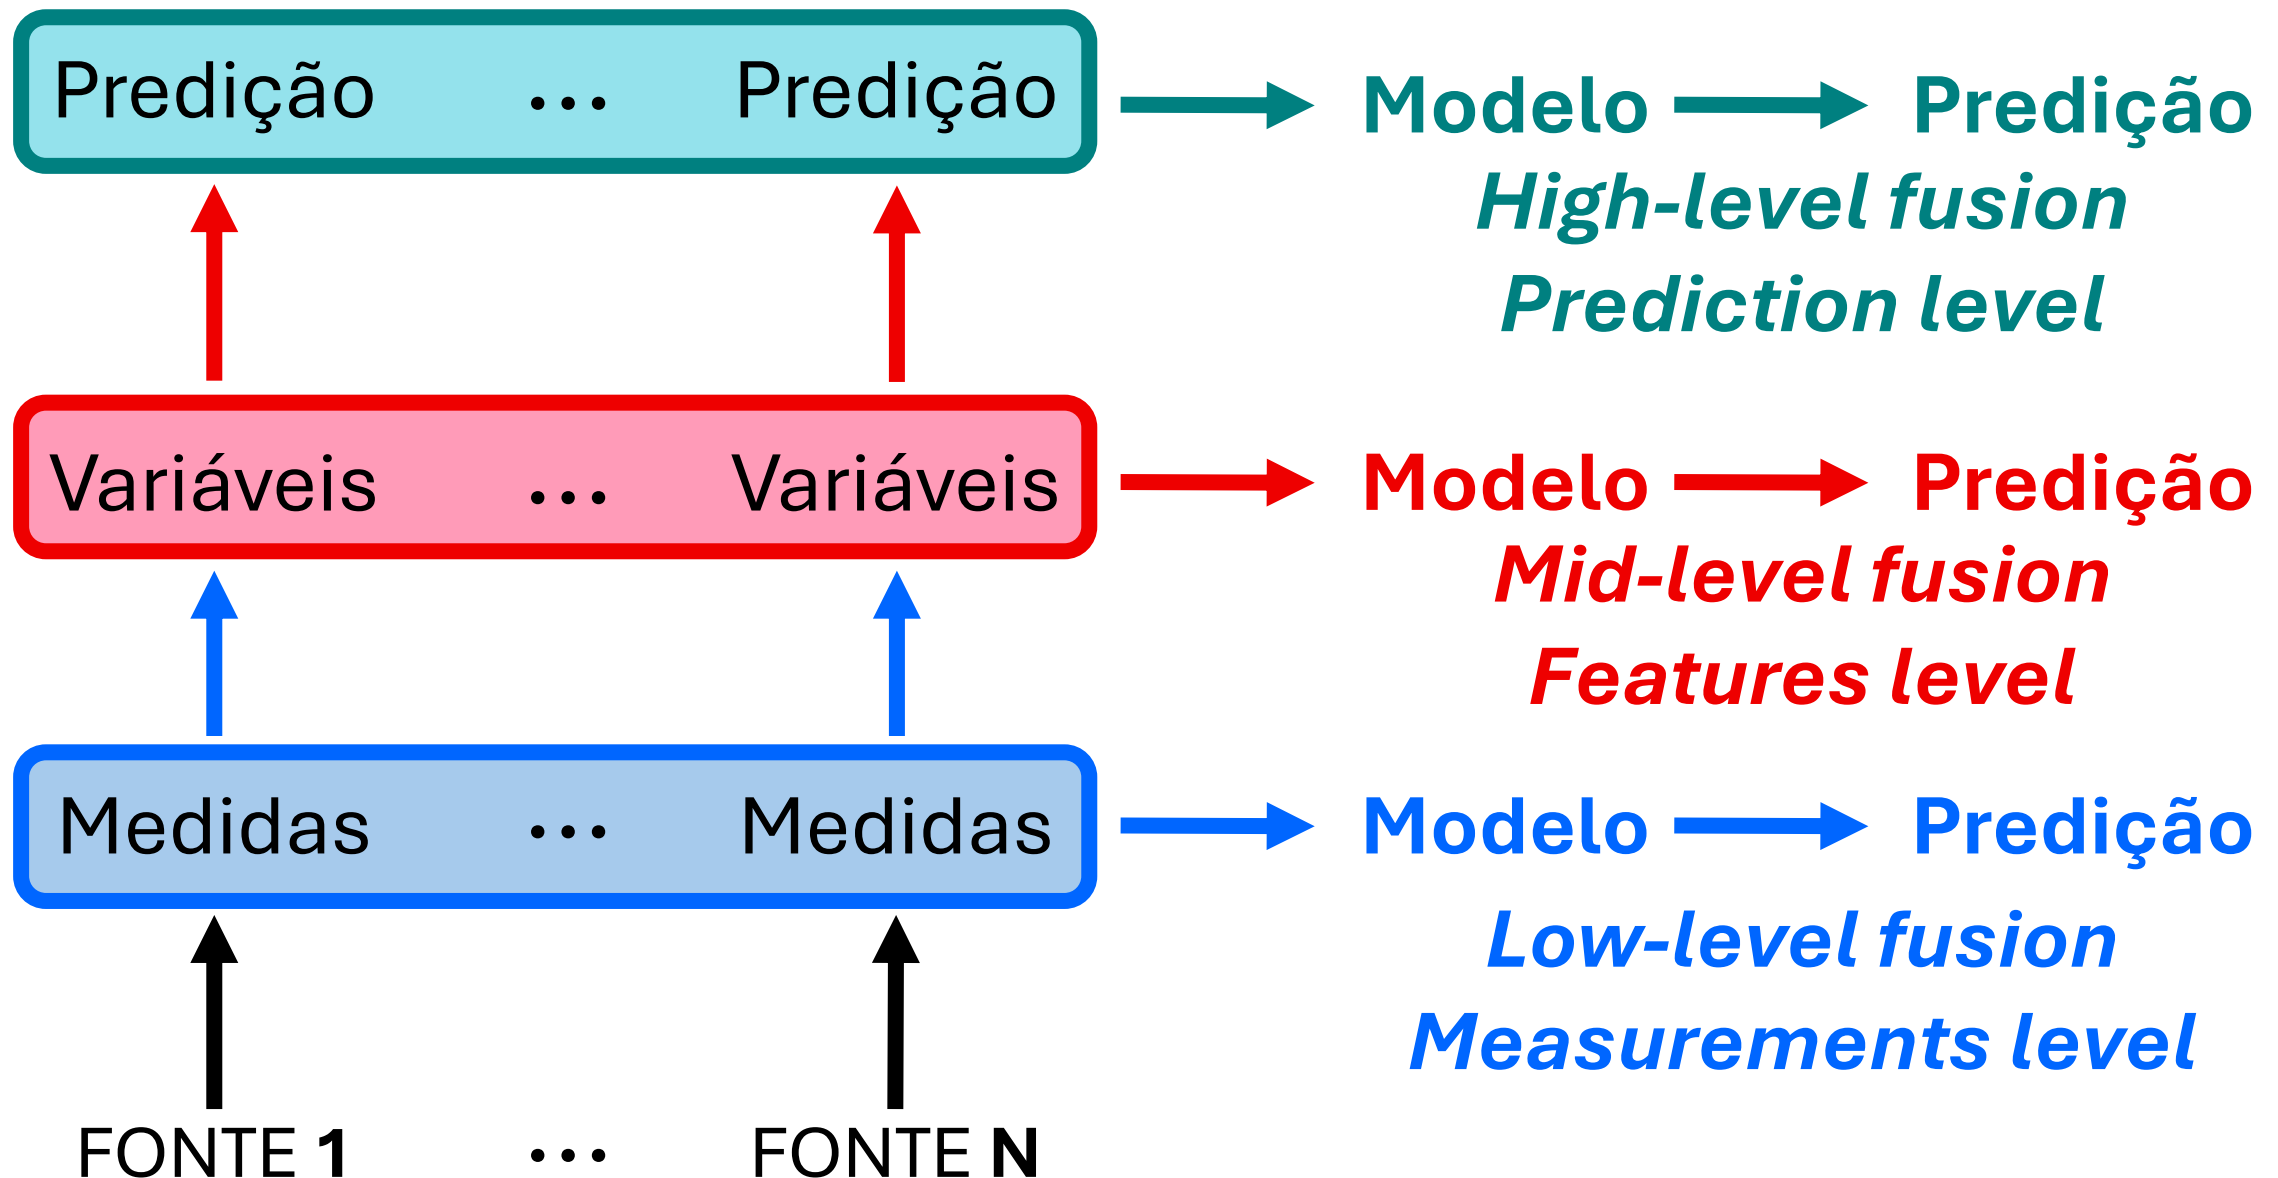 Predição ... Predição Modelo Predição
High-level fusion
Prediction level
Variáveis ... Variáveis Modelo Predição
Mid-level fusion
Features level
Medidas ... Medidas Modelo Predição
Low-level fusion
Measurements level
FONTE 1 ... FONTE N